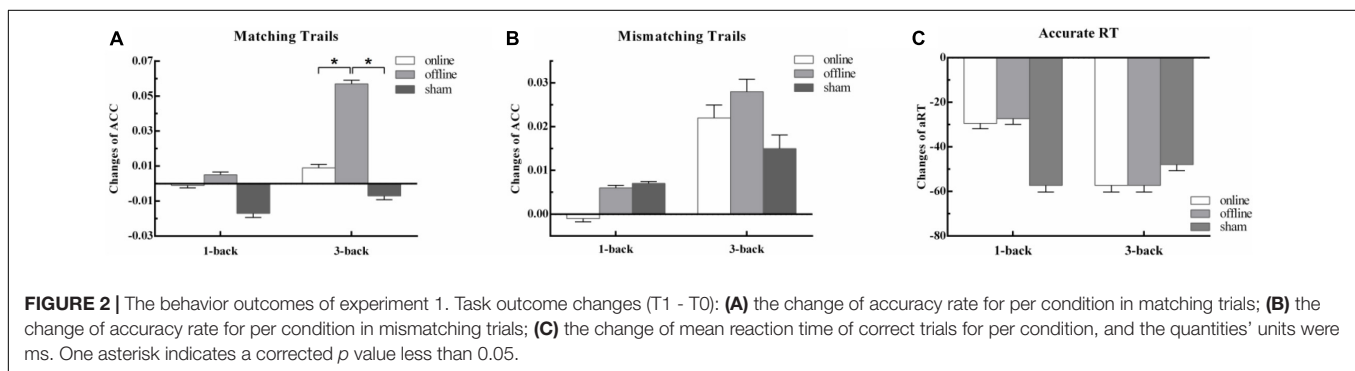 A
Matching Trails
Changes of ACC
0.07
0.05
0.03
0.01
-0.01
-0.03
* *
online
offline
sham
1-back 3-back
B
Mismatching Trails
Changes of ACC
0.03
0.02
0.01
0.00
online
offline
sham
1-back 3-back
C
Accurate RT
Changes of aRT
0
-20
-40
-60
-80
online
offline
sham
1-back 3-back
FIGURE 2 | The behavior outcomes of experiment 1. Task outcome changes (T1 - T0): (A) the change of accuracy rate for per condition in matching trials; (B) the
change of accuracy rate for per condition in mismatching trials; (C) the change of mean reaction time of correct trials for per condition, and the quantities' units were
ms. One asterisk indicates a corrected p value less than 0.05.